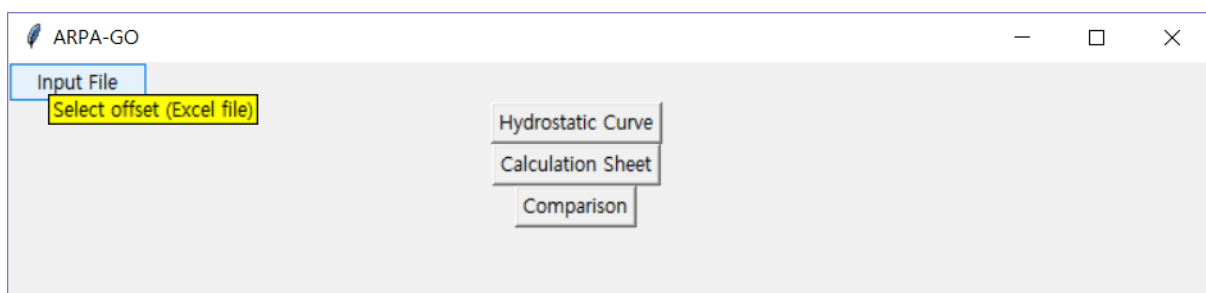 ARPA-GO
Input File
Select offset (Excel file)
Hydrostatic Curve
Calculation Sheet
Comparison